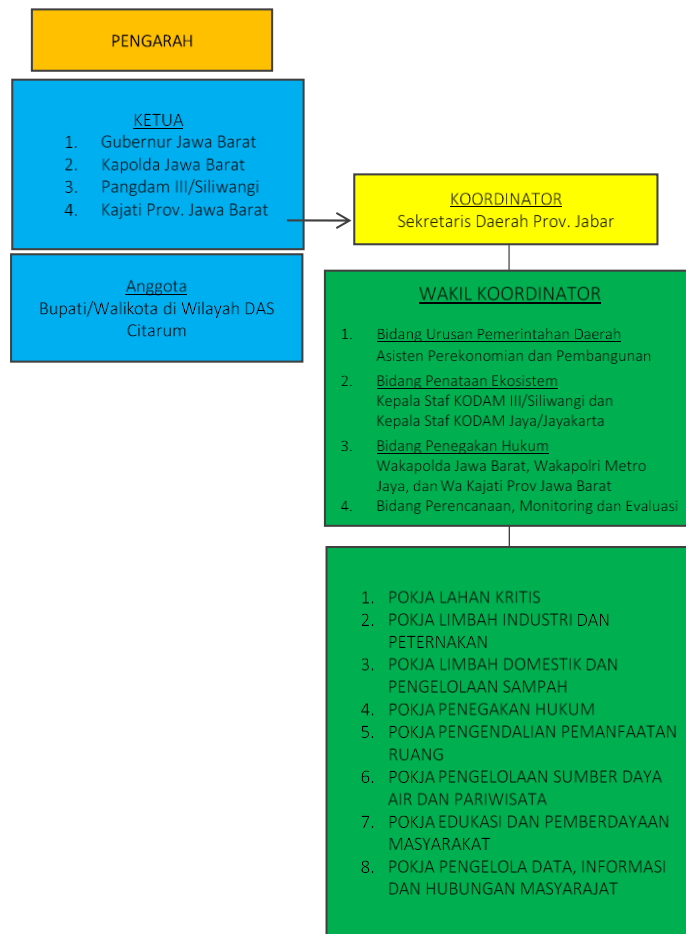 PENGARAH
KETUA
1. Gubernur Jawa Barat
2. Kapolda Jawa Barat
3. Pangdam III/Siliwangi
4. Kajati Prov. Jawa Barat
Anggota
Bupati/Walikota di Wilayah DAS
Citarum
KOORDINATOR
Sekretaris Daerah Prov. Jabar
WAKIL KOORDINATOR
1. Bidang Urusan Pemerintahan Daerah
Asisten Perekonomian dan Pembangunan
2. Bidang Penataan Ekosistem
Kepala Staf KODAM III/Siliwangi dan
Kepala Staf KODAM Jaya/Jayakarta
3. Bidang Penegakan Hukum
Wakapolda Jawa Barat, Wakapolri Metro
Jaya, dan Wa Kajati Prov Jawa Barat
4. Bidang Perencanaan, Monitoring dan Evaluasi
1. POKJA LAHAN KRITIS
2. POKJA LIMBAH INDUSTRI DAN
PETERNAKAN
3. POKJA LIMBAH DOMESTIK DAN
PENGELOLAAN SAMPAH
4. POKJA PENEGAKAN HUKUM
5. POKJA PENGENDALIAN PEMANFAATAN
RUANG
6. POKJA PENGELOLAAN SUMBER DAYA
AIR DAN PARIWISATA
7. POKJA EDUKASI DAN PEMBERDAYAAN
MASYARAKAT
8. POKJA PENGELOLA DATA, INFORMASI
DAN HUBUNGAN MASYARAJAT